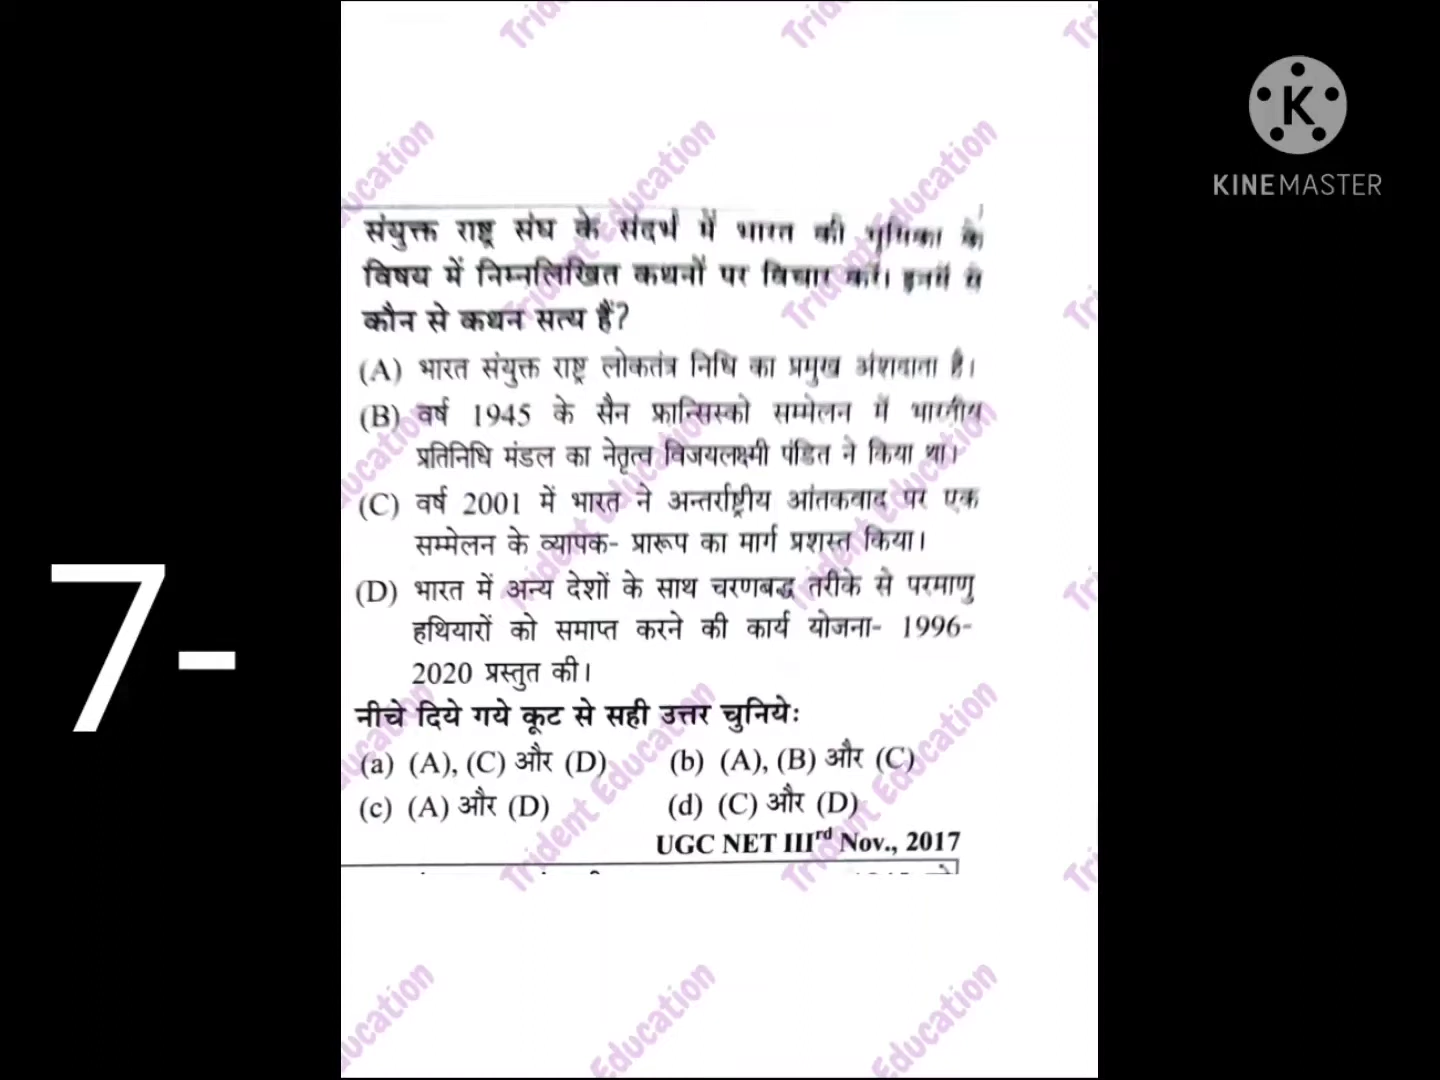 KINEMASTER
7-
संयुक्त राष्ट्र संघ के संदर्भ में भारत की भूमिका के
विषय में निम्नलिखित कथनों पर विचार करें। इनमें से
कौन से कथन सत्य हैं?
(A) भारत संयुक्त राष्ट्र लोकतंत्र निधि का प्रमुख अंशदाता है।
(B) वर्ष 1945 के सैन फ्रान्सिस्को सम्मेलन में भारतीय
प्रतिनिधि मंडल का नेतृत्व विजयलक्ष्मी पंडित ने किया था।
(C) वर्ष 2001 में भारत ने अन्तर्राष्ट्रीय आंतकवाद पर एक
सम्मेलन के व्यापक- प्रारूप का मार्ग प्रशस्त किया।
(D) भारत में अन्य देशों के साथ चरणबद्ध तरीके से परमाणु
हथियारों को समाप्त करने की कार्य योजना- 1996-
2020 प्रस्तुत की।
नीचे दिये गये कूट से सही उत्तर चुनिये:
(a) (A), (C) और (D) (b) (A), (B) और (C)
(c) (A) और (D) (d) (C) और (D)
UGC NET IIIrd Nov., 2017
Trident Education